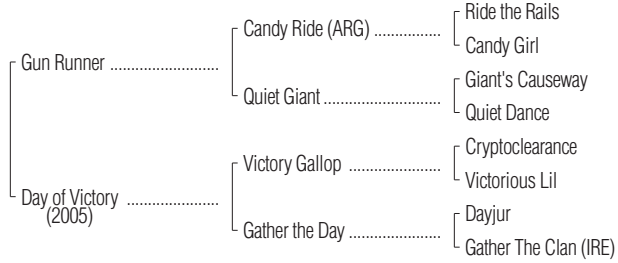 Ride the Rails
Candy Ride (ARG) ................
Candy Girl
Gun Runner ..........................
Giant's Causeway
Quiet Giant ............................
Quiet Dance
Cryptoclearance
Victory Gallop ......................
Victorious Lil
Day of Victory ......................
(2005)
Dayjur
Gather the Day ......................
Gather The Clan (IRE)